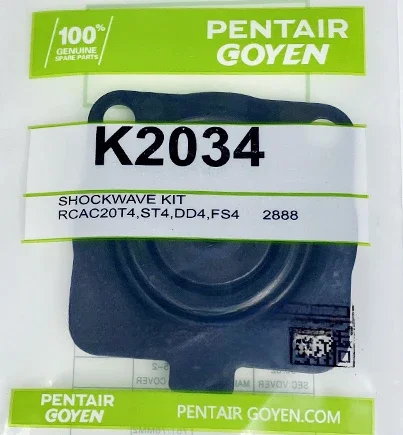 100%
GENUINE
SPARE PARTS
PENTAIR
GOYEN
K2034
SHOCKWAVE KIT
RCAC20T4,ST4,DD4,FS4 2888
PENTAIR
GOYEN
PENTAIR GOYEN.COM